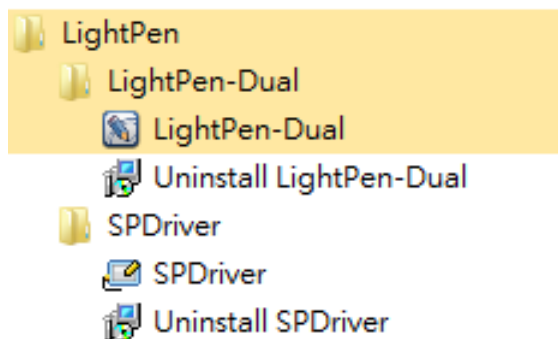 LightPen
LightPen-Dual
LightPen-Dual
Uninstall LightPen-Dual
SPDriver
SPDriver
Uninstall SPDriver